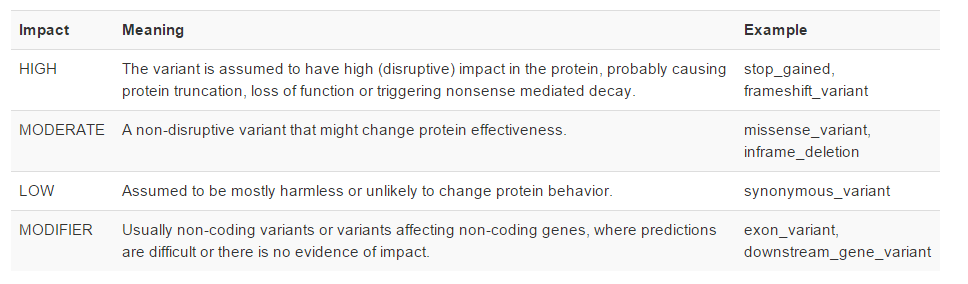 Impact Meaning Example
HIGH The variant is assumed to have high (disruptive) impact in the protein, probably causing stop_gained,
protein truncation, loss of function or triggering nonsense mediated decay. frameshift_variant
MODERATE A non-disruptive variant that might change protein effectiveness. missense_variant,
inframe_deletion
LOW Assumed to be mostly harmless or unlikely to change protein behavior. synonymous_variant
MODIFIER Usually non-coding variants or variants affecting non-coding genes, where predictions exon_variant,
are difficult or there is no evidence of impact. downstream_gene_variant